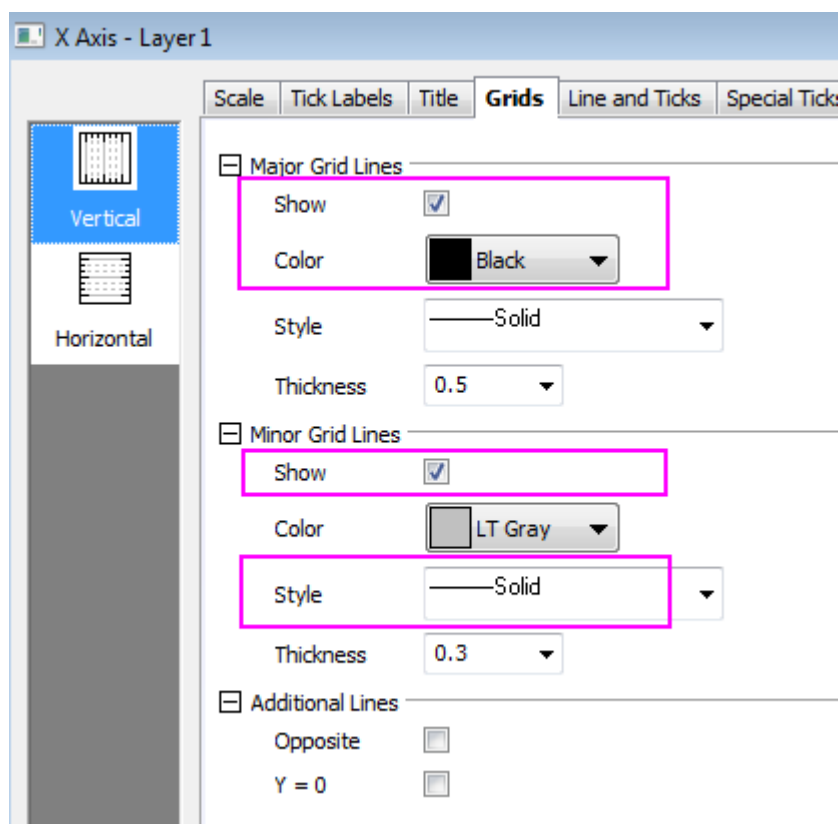 X Axis - Layer 1
Scale Tick Labels Title Grids Line and Ticks Special Ticks
Vertical
Horizontal
Major Grid Lines
Show
Color Black
Style Solid
Thickness 0.5
Minor Grid Lines
Show
Color LT Gray
Style Solid
Thickness 0.3
Additional Lines
Opposite
Y = 0